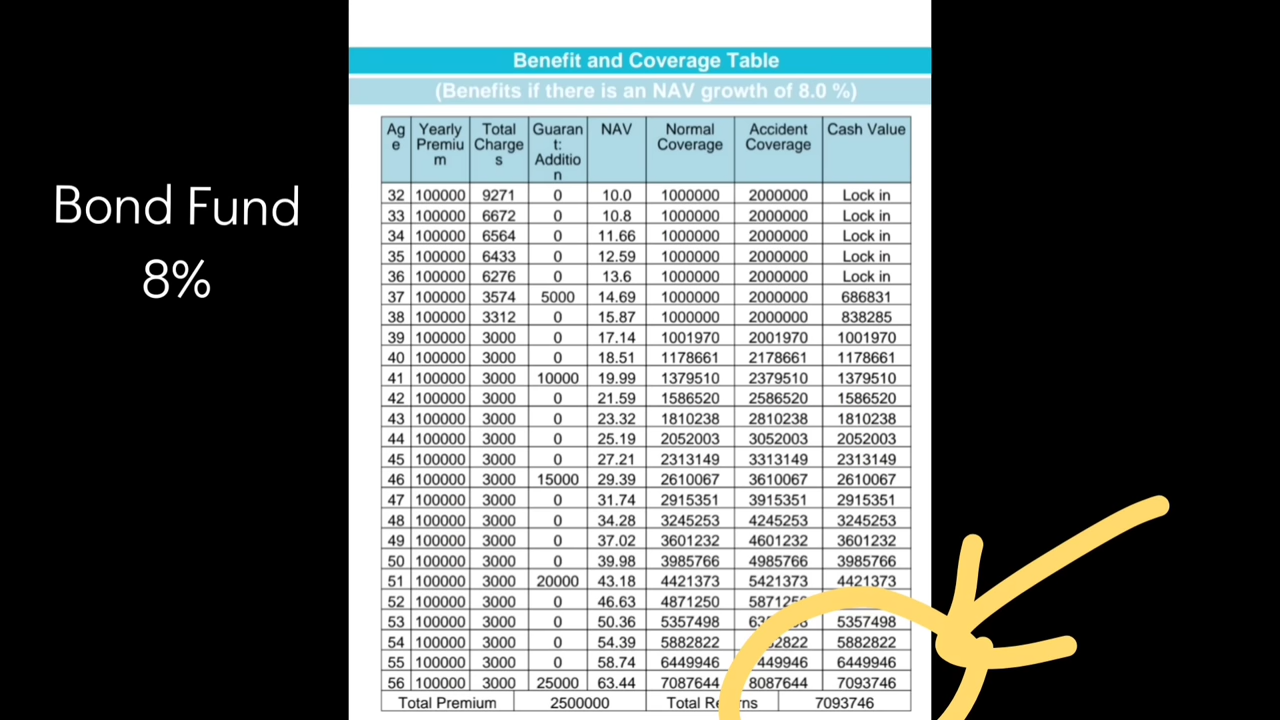 Benefit and Coverage Table
(Benefits if there is an NAV growth of 8.0 %)
Bond Fund
8%
Ag
e
Yearly
Premiu
m
Total
Charge
s
Guaran
t:
Additio
n
NAV
Normal
Coverage
Accident
Coverage
Cash Value
32 100000 9271 0 10.0 1000000 2000000 Lock in
33 100000 6672 0 10.8 1000000 2000000 Lock in
34 100000 6564 0 11.66 1000000 2000000 Lock in
35 100000 6433 0 12.59 1000000 2000000 Lock in
36 100000 6276 0 13.6 1000000 2000000 Lock in
37 100000 3574 5000 14.69 1000000 2000000 686831
38 100000 3312 0 15.87 1000000 2000000 838285
39 100000 3000 0 17.14 1001970 2001970 1001970
40 100000 3000 0 18.51 1178661 2178661 1178661
41 100000 3000 10000 19.99 1379510 2379510 1379510
42 100000 3000 0 21.59 1586520 2586520 1586520
43 100000 3000 0 23.32 1810238 2810238 1810238
44 100000 3000 0 25.19 2052003 3052003 2052003
45 100000 3000 0 27.21 2313149 3313149 2313149
46 100000 3000 15000 29.39 2610067 3610067 2610067
47 100000 3000 0 31.74 2915351 3915351 2915351
48 100000 3000 0 34.28 3245253 4245253 3245253
49 100000 3000 0 37.02 3601232 4601232 3601232
50 100000 3000 0 39.98 3985766 4985766 3985766
51 100000 3000 20000 43.18 4421373 5421373 4421373
52 100000 3000 0 46.63 4871250
53 100000 3000 0 50.36 5357498 5357498
54 100000 3000 0 54.39 5882822 5882822
55 100000 3000 0 58.74 6449946 6449946
56 100000 3000 25000 63.44 7087644 8087644 7093746
Total Premium 2500000 Total 7093746